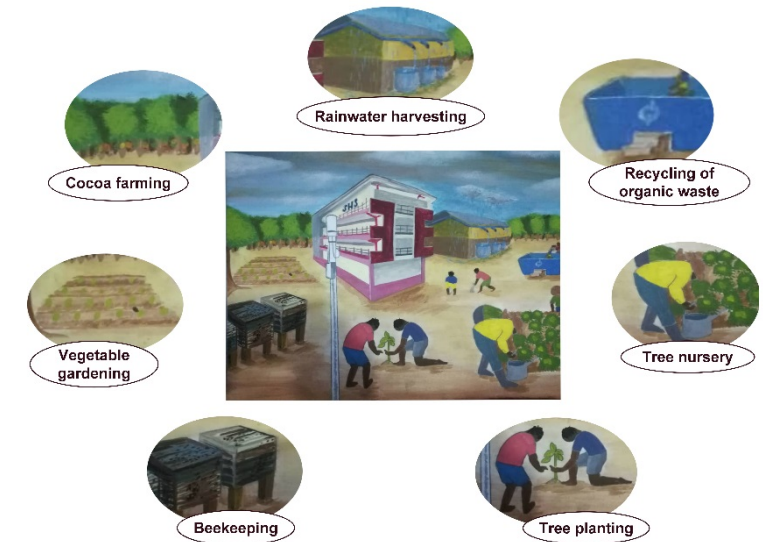 Rainwater harvesting
Cocoa farming
Recycling of
organic waste
SHS
Vegetable
gardening
Tree nursery
Beekeeping
Tree planting